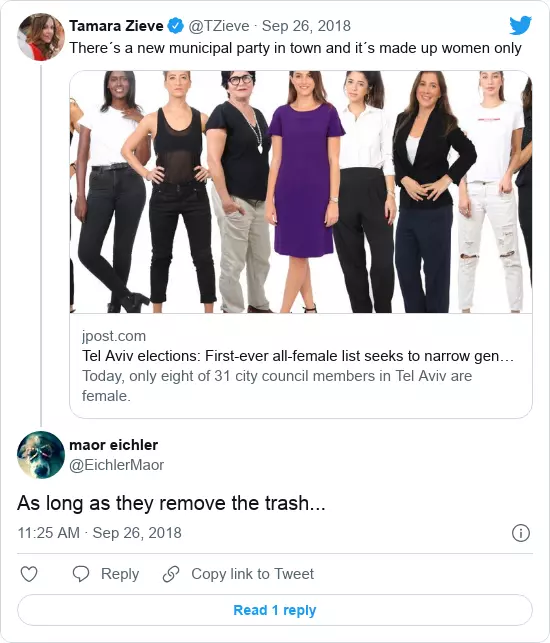 Tamara Zieve @TZieve · Sep 26, 2018
There´s a new municipal party in town and it´s made up women only
jpost.com
Tel Aviv elections: First-ever all-female list seeks to narrow gen…
Today, only eight of 31 city council members in Tel Aviv are
female.
maor eichler
@EichlerMaor
As long as they remove the trash...
11:25 AM · Sep 26, 2018
Reply Copy link to Tweet
Read 1 reply